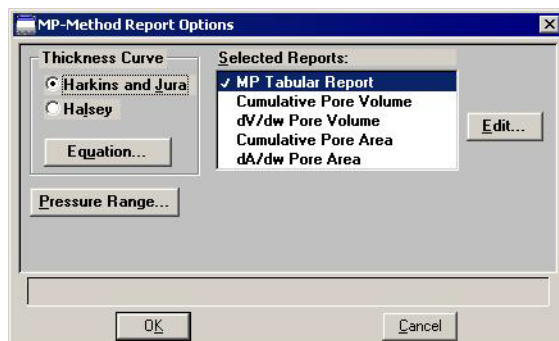 MP-Method Report Options
Thickness Curve
Harkins and Jura
Halsey
Equation...
Pressure Range...
Selected Reports:
✓ MP Tabular Report
Cumulative Pore Volume
dV/dw Pore Volume
Cumulative Pore Area
dA/dw Pore Area
Edit...
OK
Cancel